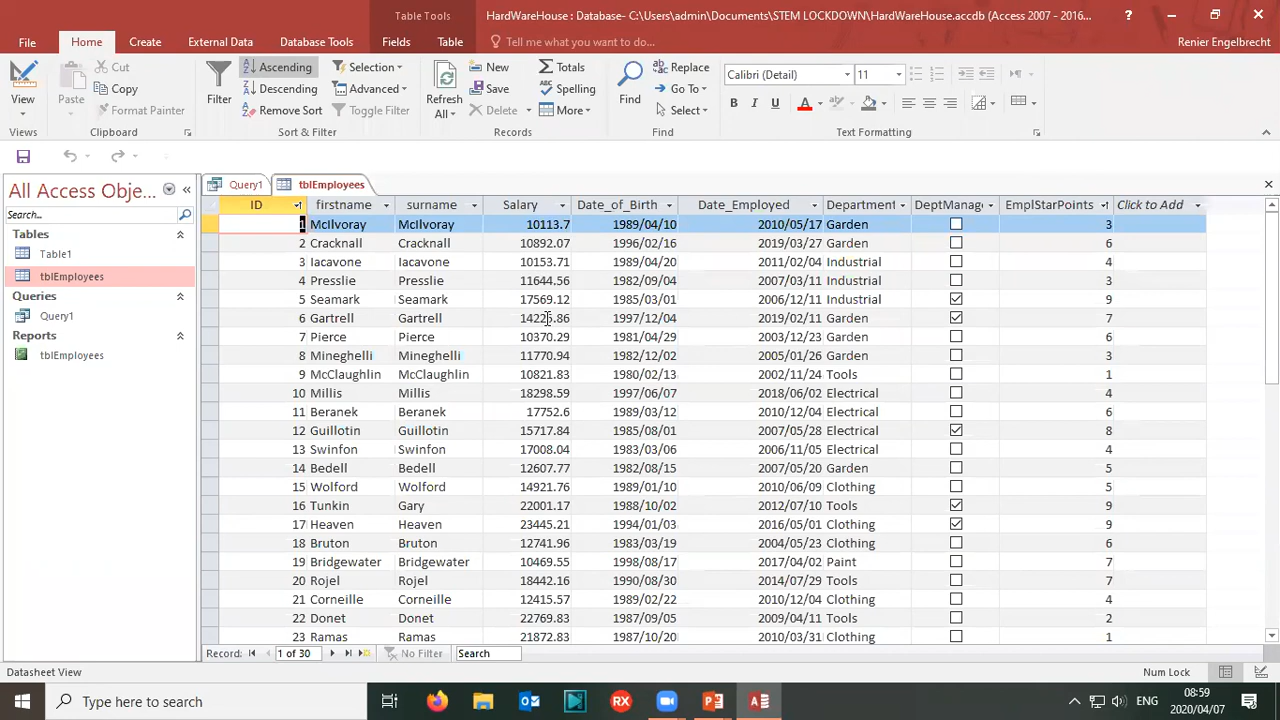 Table Tools
HardWareHouse : Database- C:\Users\admin\Documents\STEM LOCKDOWN\HardWareHouse.accdb (Access 2007 - 2016...
?
File Home Create External Data Database Tools Fields Table Tell me what you want to do... Renier Engelbrecht
View
Views
Paste
Cut
Copy
Format Painter
Clipboard
Filter
Ascending
Descending
Remove Sort
Selection
Advanced
Toggle Filter
Sort & Filter
Refresh
All
New
Save
Delete
Totals
Spelling
More
Records
Find
Replace
Go To
Select
Find
Calibri (Detail) 11
B I U
Text Formatting
All Access Obje...
Search...
Tables
Table1
tblEmployees
Queries
Query1
Reports
tblEmployees
Query1 tblEmployees
ID firstname surname Salary Date_of_Birth Date_Employed Department DeptManage EmplStarPoints Click to Add
1 McIlvoray McIlvoray 10113.7 1989/04/10 2010/05/17 Garden 3
2 Cracknall Cracknall 10892.07 1996/02/16 2019/03/27 Garden 6
3 Iacavone Iacavone 10153.71 1989/04/20 2011/02/04 Industrial 4
4 Presslie Presslie 11644.56 1982/09/04 2008/12/01 Industrial 3
5 Seamark Seamark 17569.12 1985/03/01 2006/12/11 Industrial 9
6 Gartrell Gartrell 14225.86 1997/12/04 2019/02/11 Garden 7
7 Pierce Pierce 10370.29 1981/04/29 2003/12/23 Garden 6
8 Mineghelli Mineghelli 11770.94 1982/12/02 2005/01/26 Garden 3
9 McClaughlin McClaughlin 10821.83 1980/02/13 2002/11/24 Tools 1
10 Millis Millis 18298.59 1997/06/07 2018/06/02 Electrical 4
11 Beranek Beranek 17752.6 1989/03/12 2010/12/04 Electrical 6
12 Guillotin Guillotin 15717.84 1985/08/01 2007/05/28 Electrical 8
13 Swinfon Swinfon 17008.04 1983/03/06 2006/11/05 Electrical 4
14 Bedell Bedell 12607.77 1982/08/15 2007/05/20 Garden 5
15 Wolford Wolford 14921.76 1991/04/08 2010/06/09 Clothing 5
16 Tunkin Gary 22001.17 1988/10/02 2012/07/10 Tools 9
17 Heaven Heaven 23445.21 1994/01/03 2016/05/01 Clothing 9
18 Bruton Bruton 12741.96 1983/03/19 2004/05/23 Clothing 6
19 Bridgewater Bridgewater 10469.55 1998/08/17 2017/04/02 Paint 7
20 Rojel Rojel 18442.16 1990/08/30 2014/07/29 Tools 7
21 Corneille Corneille 12415.57 1989/02/22 2010/12/04 Clothing 4
22 Donet Donet 22769.83 1987/09/05 2009/04/11 Tools 2
23 Ramas Ramas 21872.83 1987/10/20 2010/03/31 Clothing 1
Record: 1 of 30 No Filter Search
Datasheet View Num Lock
Type here to search
RX
ENG
08:59
2020/04/07